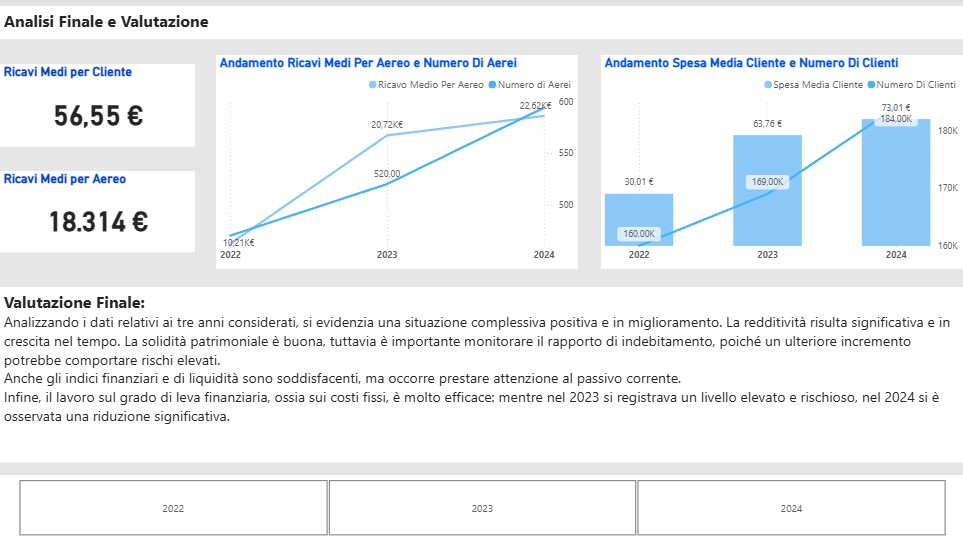 Analisi Finale e Valutazione
Ricavi Medi per Cliente
56,55 €
Ricavi Medi per Aereo
18.314 €
Andamento Ricavi Medi Per Aereo e Numero Di Aerei
Ricavo Medio Per Aereo Numero di Aerei
22,62K€
600
20,72K€
550
520,00
500
10,21K€
2022 2023 2024
Andamento Spesa Media Cliente e Numero Di Clienti
Spesa Media Cliente Numero Di Clienti
73,01 €
184,00K
180K
63,76 €
30,01 €
169,00K
170K
160,00K
160K
2022 2023 2024
Valutazione Finale:
Analizzando i dati relativi ai tre anni considerati, si evidenzia una situazione complessiva positiva e in miglioramento. La redditività risulta significativa e in
crescita nel tempo. La solidità patrimoniale è buona, tuttavia è importante monitorare il rapporto di indebitamento, poiché un ulteriore incremento
potrebbe comportare rischi elevati.
Anche gli indici finanziari e di liquidità sono soddisfacenti, ma occorre prestare attenzione al passivo corrente.
Infine, il lavoro sul grado di leva finanziaria, ossia sui costi fissi, è molto efficace: mentre nel 2023 si registrava un livello elevato e rischioso, nel 2024 si è
osservata una riduzione significativa.
2022 2023 2024